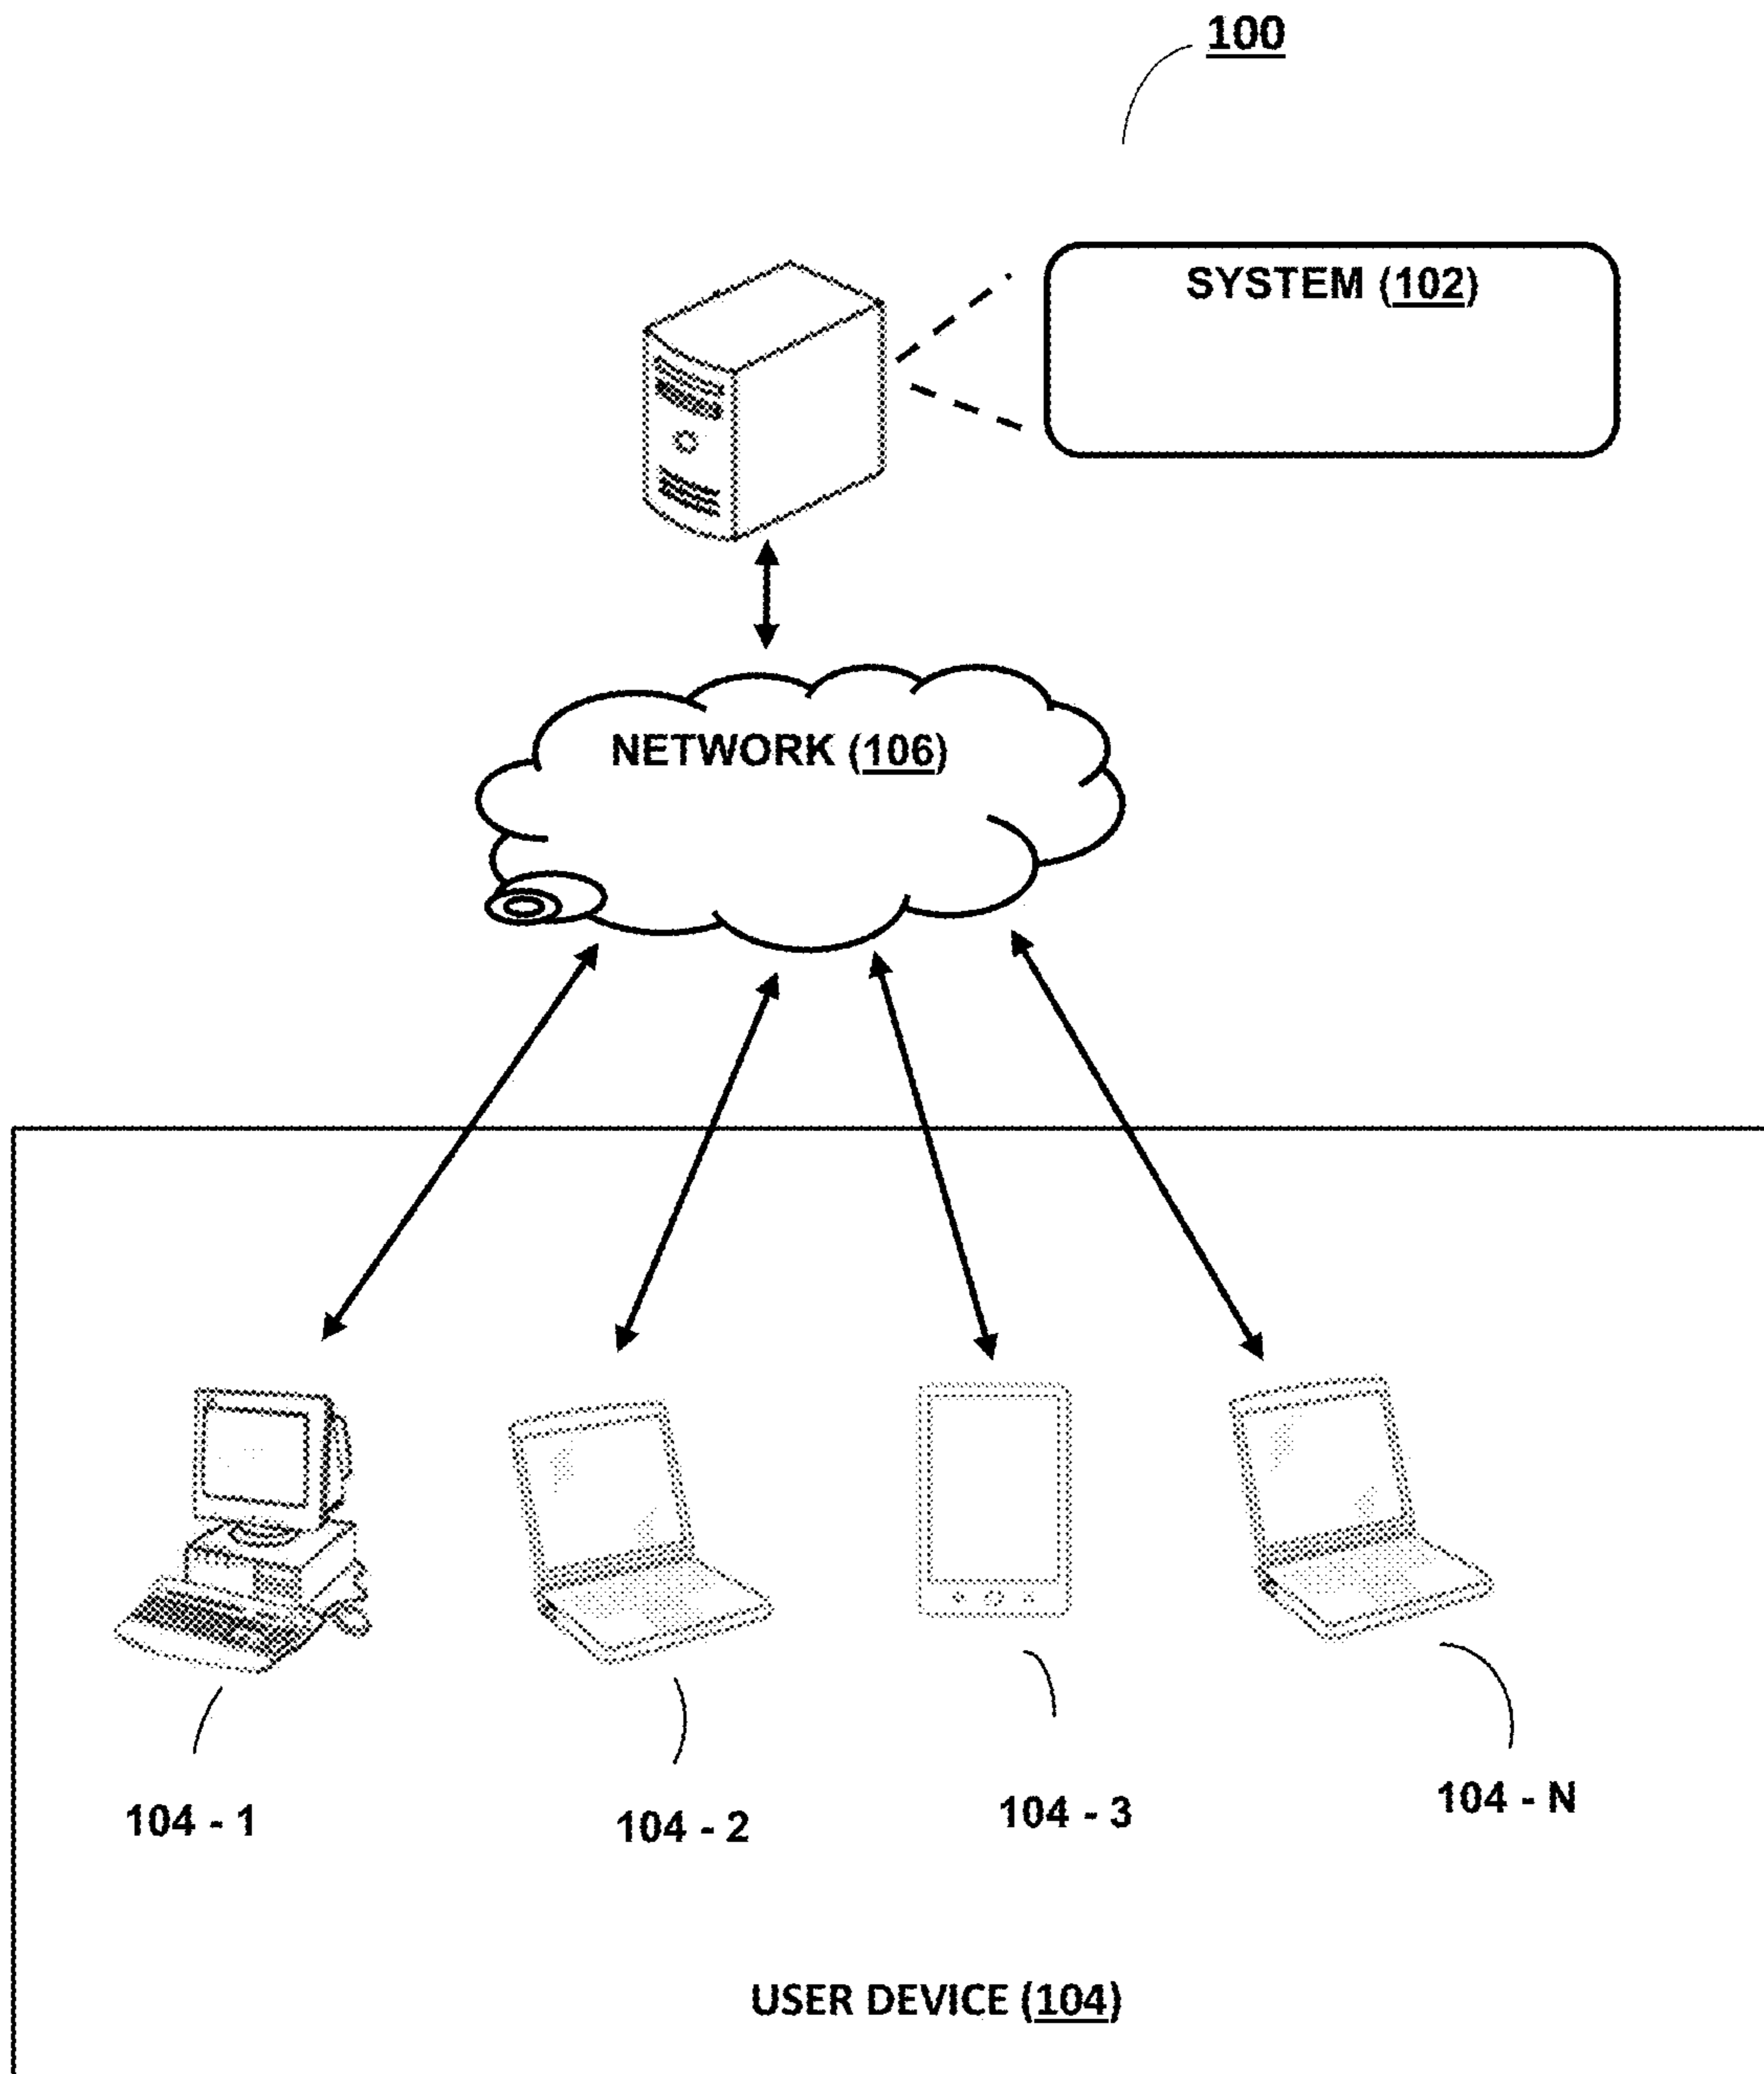 100
SYSTEM (102)
NETWORK (106)
104 - 1
104 - 2
104 - 3
104 - N
USER DEVICE (104)